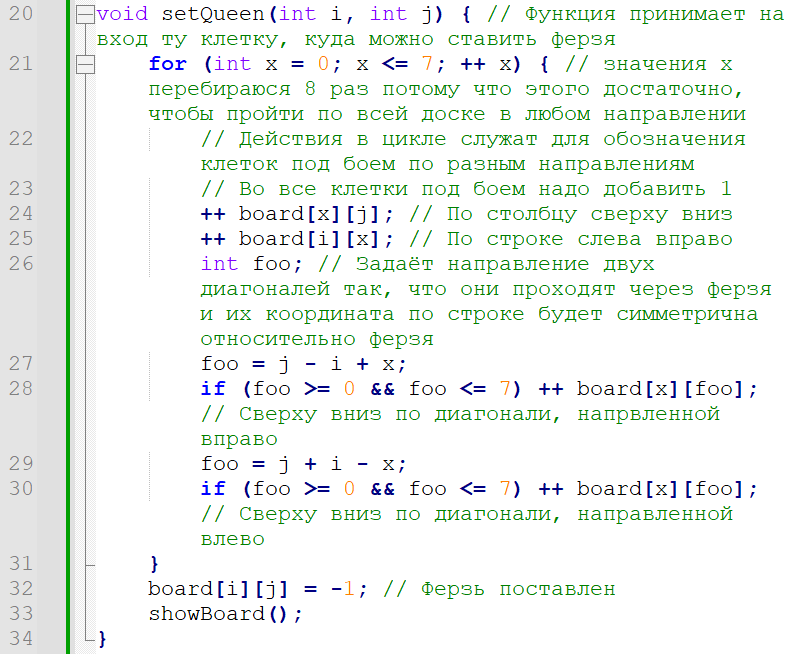 20 void setQueen(int i, int j) { // Функция принимает на
вход ту клетку, куда можно ставить ферзя
21 for (int x = 0; x <= 7; ++ x) { // значения x
перебираюся 8 раз потому что этого достаточно,
чтобы пройти по всей доске в любом направлении
22 // Действия в цикле служат для обозначения
клеток под боем по разным направлениям
23 // Во все клетки под боем надо добавить 1
24 ++ board[x][j]; // По столбцу сверху вниз
25 ++ board[i][x]; // По строке слева вправо
26 int foo; // Задаёт направление двух
диагоналей так, что они проходят через ферзя
и их координата по строке будет симметрична
относительно ферзя
27 foo = j - i + x;
28 if (foo >= 0 && foo <= 7) ++ board[x][foo];
// Сверху вниз по диагонали, напрвленной
вправо
29 foo = j + i - x;
30 if (foo >= 0 && foo <= 7) ++ board[x][foo];
// Сверху вниз по диагонали, направленной
влево
31 }
32 board[i][j] = -1; // Ферзь поставлен
33 showBoard();
34 }